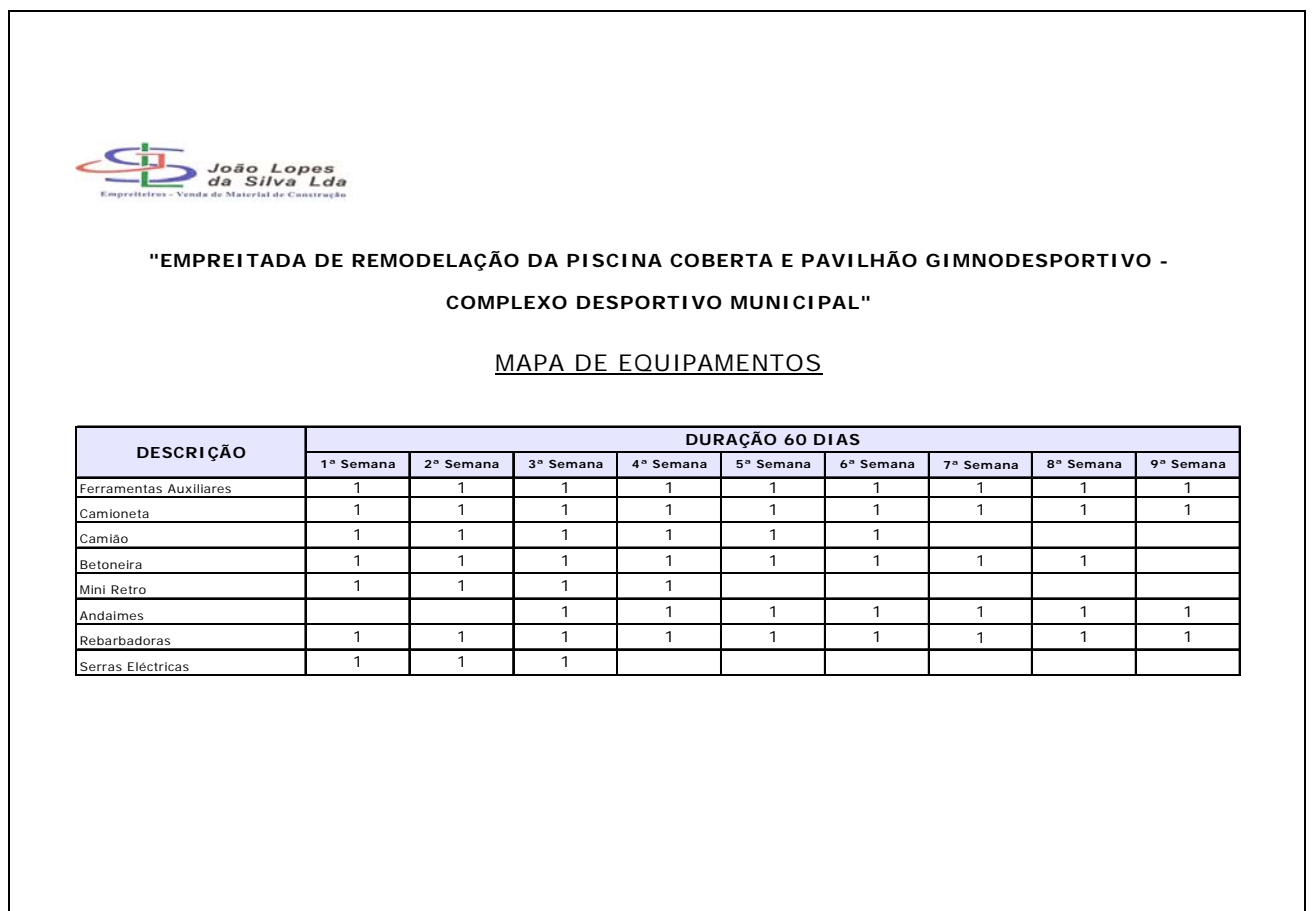 João Lopes
da Silva Lda
Empreiteiros - Venda de Material de Construção
"EMPREITADA DE REMODELAÇÃO DA PISCINA COBERTA E PAVILHÃO GIMNODESPORTIVO -
COMPLEXO DESPORTIVO MUNICIPAL"
MAPA DE EQUIPAMENTOS
DESCRIÇÃO DURAÇÃO 60 DIAS
1ª Semana 2ª Semana 3ª Semana 4ª Semana 5ª Semana 6ª Semana 7ª Semana 8ª Semana 9ª Semana
Ferramentas Auxiliares 1 1 1 1 1 1 1 1 1
Camioneta 1 1 1 1 1 1 1 1 1
Camião 1 1 1 1 1 1
Betoneira 1 1 1 1 1 1 1 1
Mini Retro 1 1 1 1
Andaimes 1 1 1 1 1 1 1
Rebarbadoras 1 1 1 1 1 1 1 1 1
Serras Eléctricas 1 1 1